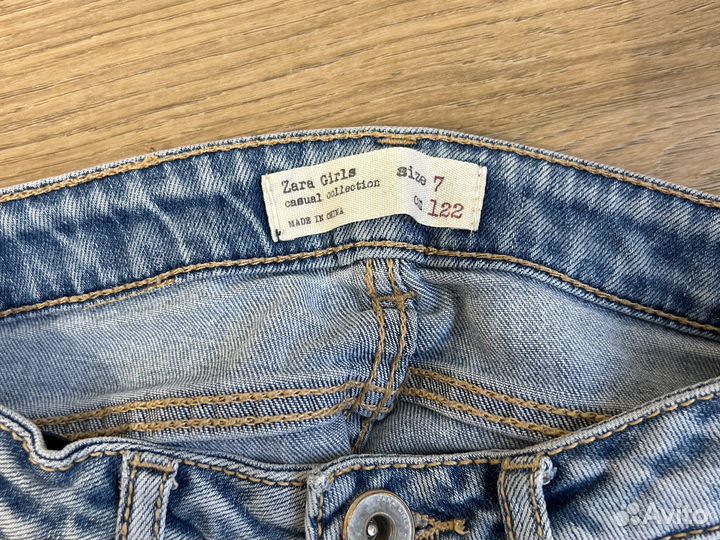 Zara Girls size 7
casual collection CM 122
MADE IN CHINA
Avito